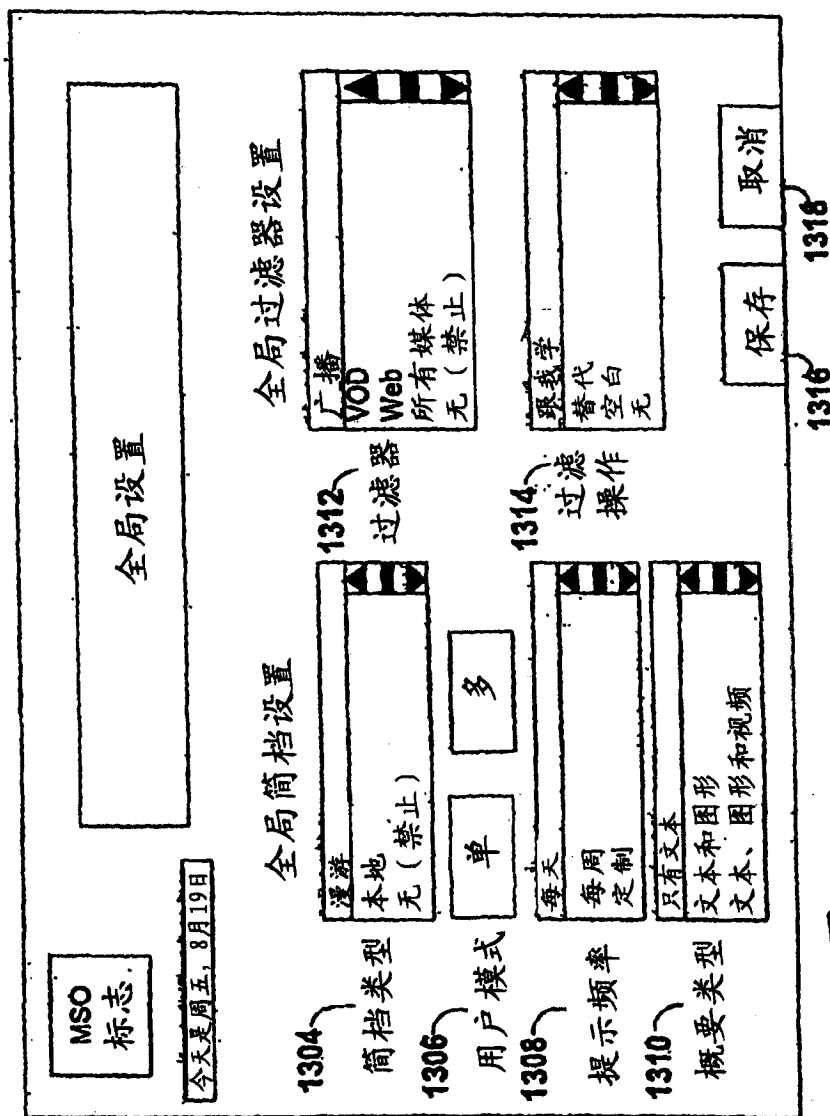 MSO
标志
今天是周五，8月19日
全局设置
全局简档设置
1304
简档类型
漫游
本地
无（禁止）
1306
用户模式
单
多
1308
提示频率
每天
每周
定制
1310
概要类型
只有文本
文本和图形
文本、图形和视频
全局过滤器设置
1312
过滤器
广播
VOD
Web
所有媒体
无（禁止）
1314
过滤
操作
跟我学
替代
空白
无
保存
1316
取消
1318